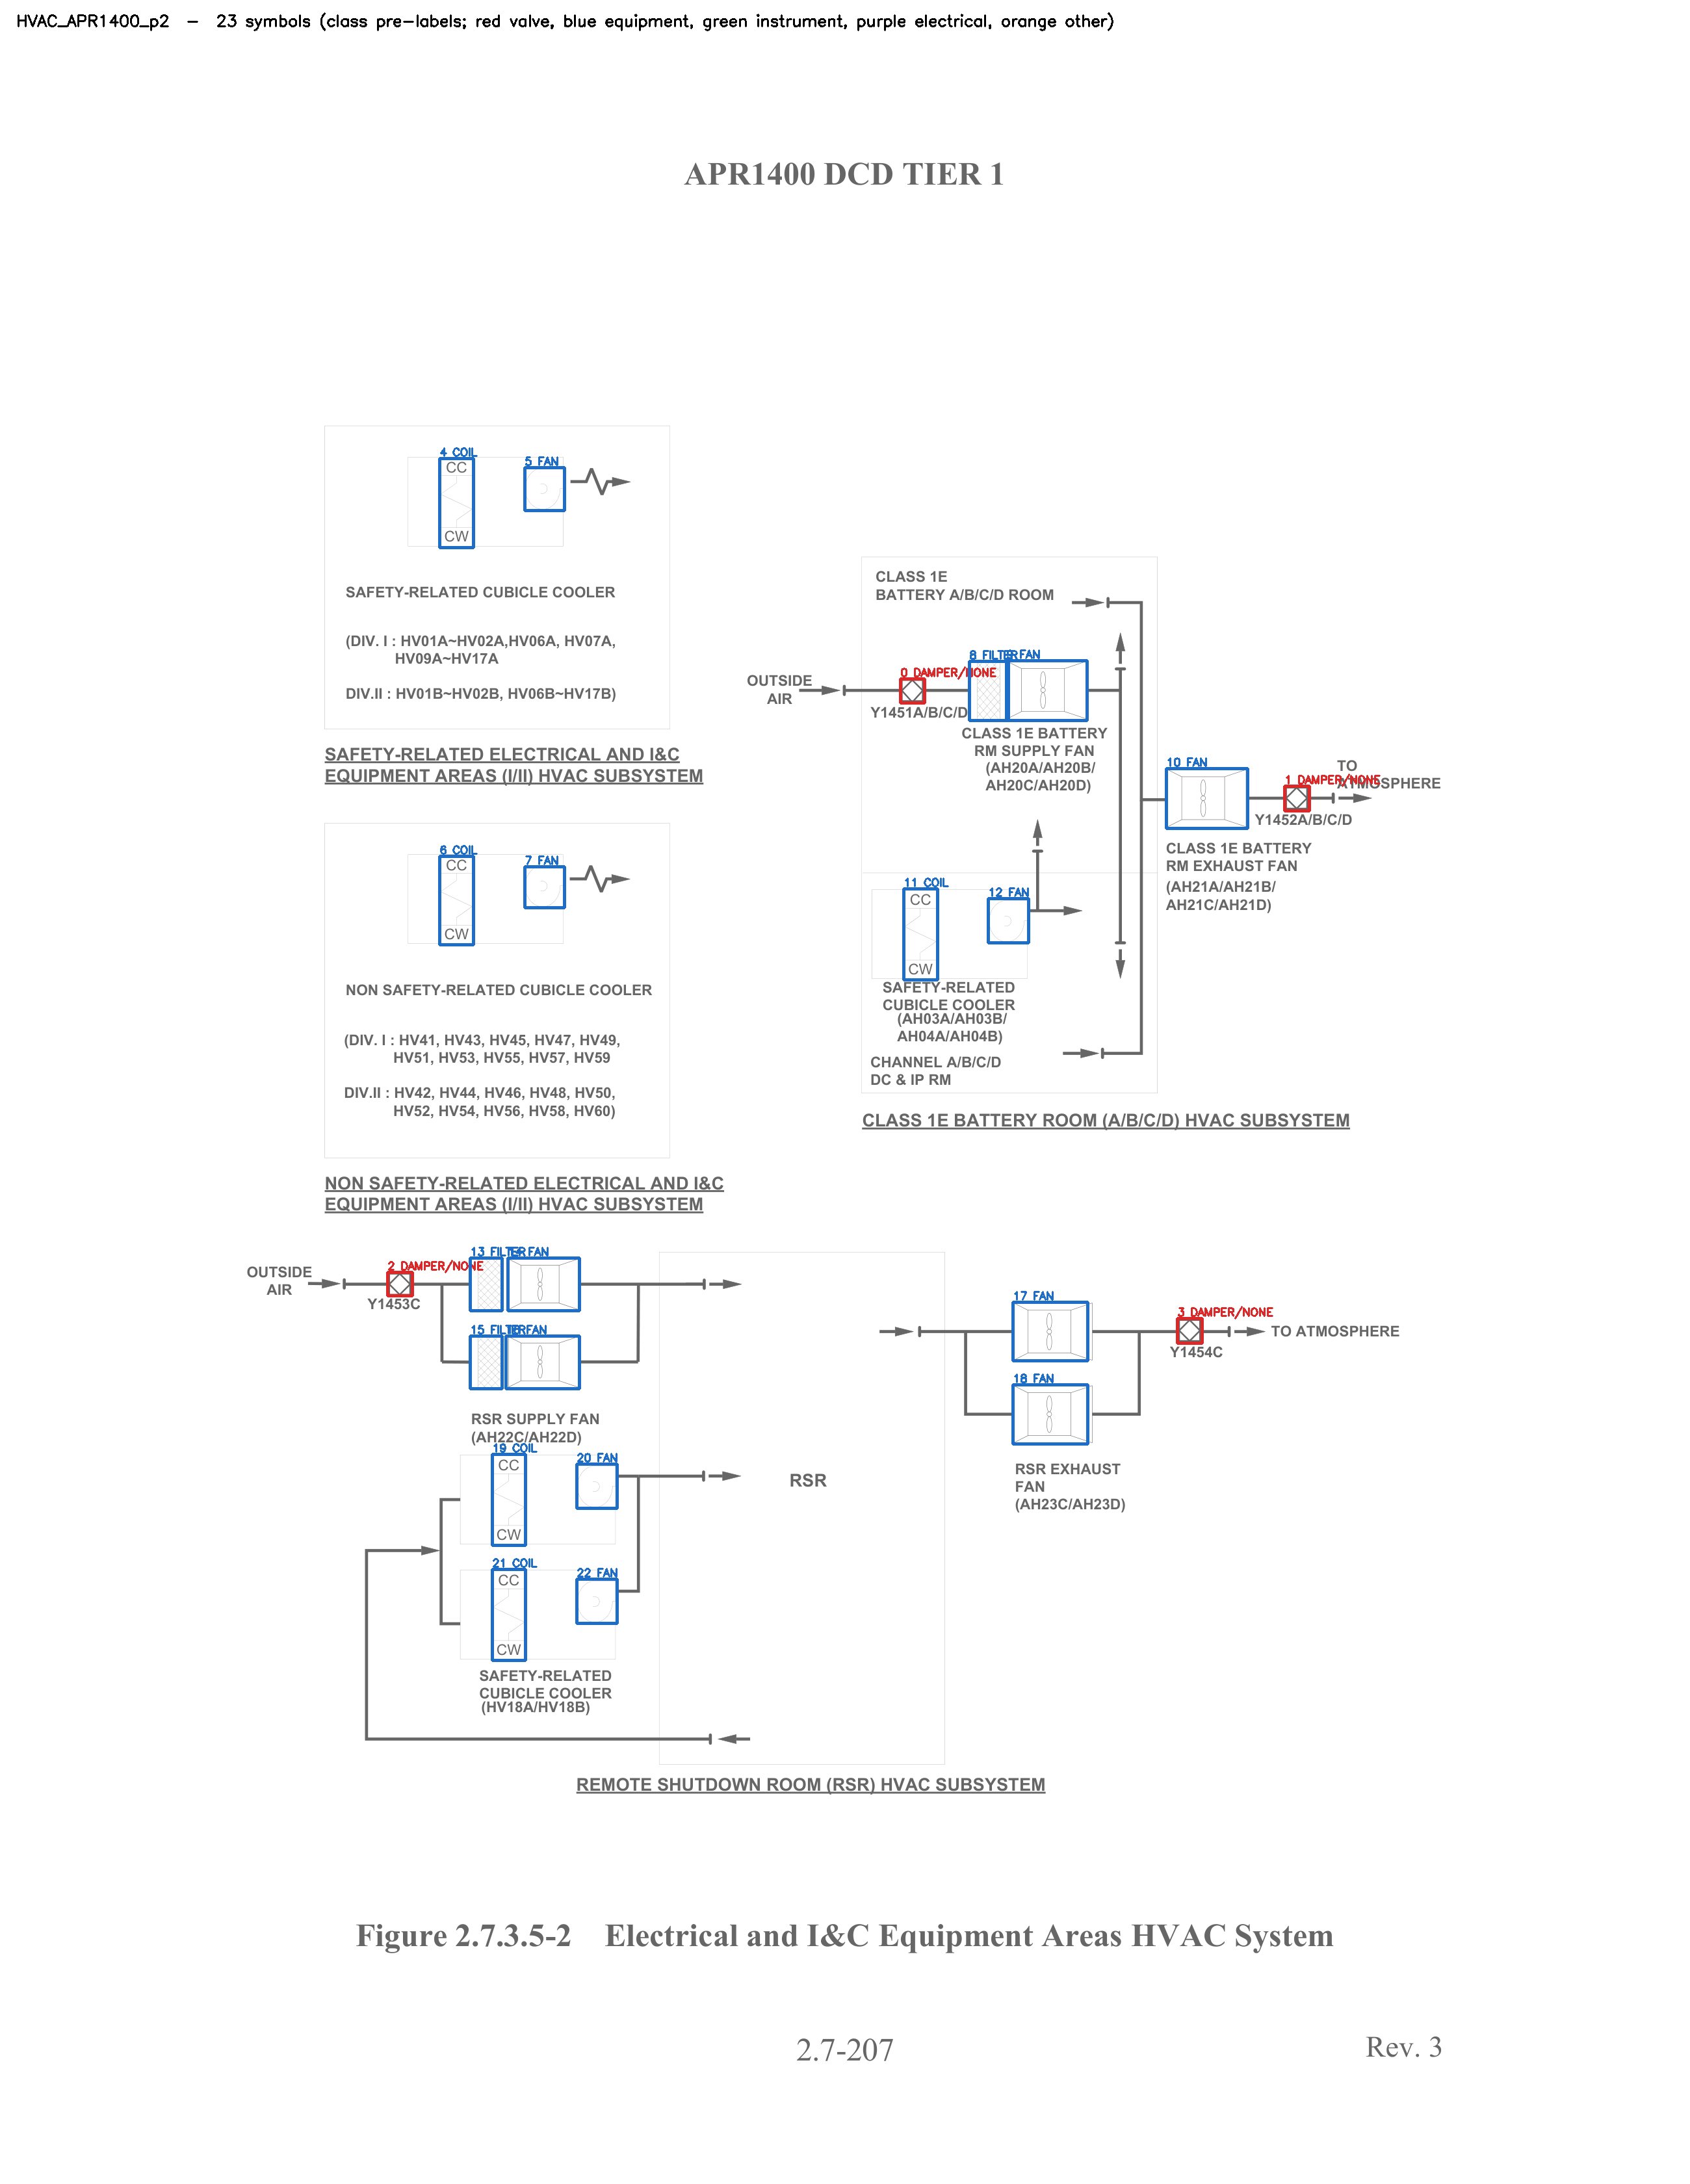 HVAC_APR1400_p2 – 23 symbols (class pre-labels; red valve, blue equipment, green instrument, purple electrical, orange other)
APR1400 DCD TIER 1
4 COIL
CC
CW
5 FAN
SAFETY-RELATED CUBICLE COOLER
(DIV. I : HV01A~HV02A,HV06A, HV07A,
HV09A~HV17A
DIV.II : HV01B~HV02B, HV06B~HV17B)
SAFETY-RELATED ELECTRICAL AND I&C
EQUIPMENT AREAS (I/II) HVAC SUBSYSTEM
6 COIL
CC
CW
7 FAN
NON SAFETY-RELATED CUBICLE COOLER
(DIV. I : HV41, HV43, HV45, HV47, HV49,
HV51, HV53, HV55, HV57, HV59
DIV.II : HV42, HV44, HV46, HV48, HV50,
HV52, HV54, HV56, HV58, HV60)
NON SAFETY-RELATED ELECTRICAL AND I&C
EQUIPMENT AREAS (I/II) HVAC SUBSYSTEM
CLASS 1E
BATTERY A/B/C/D ROOM
OUTSIDE
AIR
0 DAMPER/NONE
Y1451A/B/C/D
8 FILTER
FAN
CLASS 1E BATTERY
RM SUPPLY FAN
(AH20A/AH20B/
AH20C/AH20D)
10 FAN
TO
ATMOSPHERE
1 DAMPER/NONE
Y1452A/B/C/D
CLASS 1E BATTERY
RM EXHAUST FAN
(AH21A/AH21B/
AH21C/AH21D)
11 COIL
CC
CW
12 FAN
SAFETY-RELATED
CUBICLE COOLER
(AH03A/AH03B/
AH04A/AH04B)
CHANNEL A/B/C/D
DC & IP RM
CLASS 1E BATTERY ROOM (A/B/C/D) HVAC SUBSYSTEM
OUTSIDE
AIR
2 DAMPER/NONE
Y1453C
13 FILTER
FAN
15 FILTER
FAN
RSR SUPPLY FAN
(AH22C/AH22D)
19 COIL
CC
CW
20 FAN
21 COIL
CC
CW
22 FAN
SAFETY-RELATED
CUBICLE COOLER
(HV18A/HV18B)
RSR
17 FAN
18 FAN
3 DAMPER/NONE
Y1454C
TO ATMOSPHERE
RSR EXHAUST
FAN
(AH23C/AH23D)
REMOTE SHUTDOWN ROOM (RSR) HVAC SUBSYSTEM
Figure 2.7.3.5-2 Electrical and I&C Equipment Areas HVAC System
2.7-207
Rev. 3